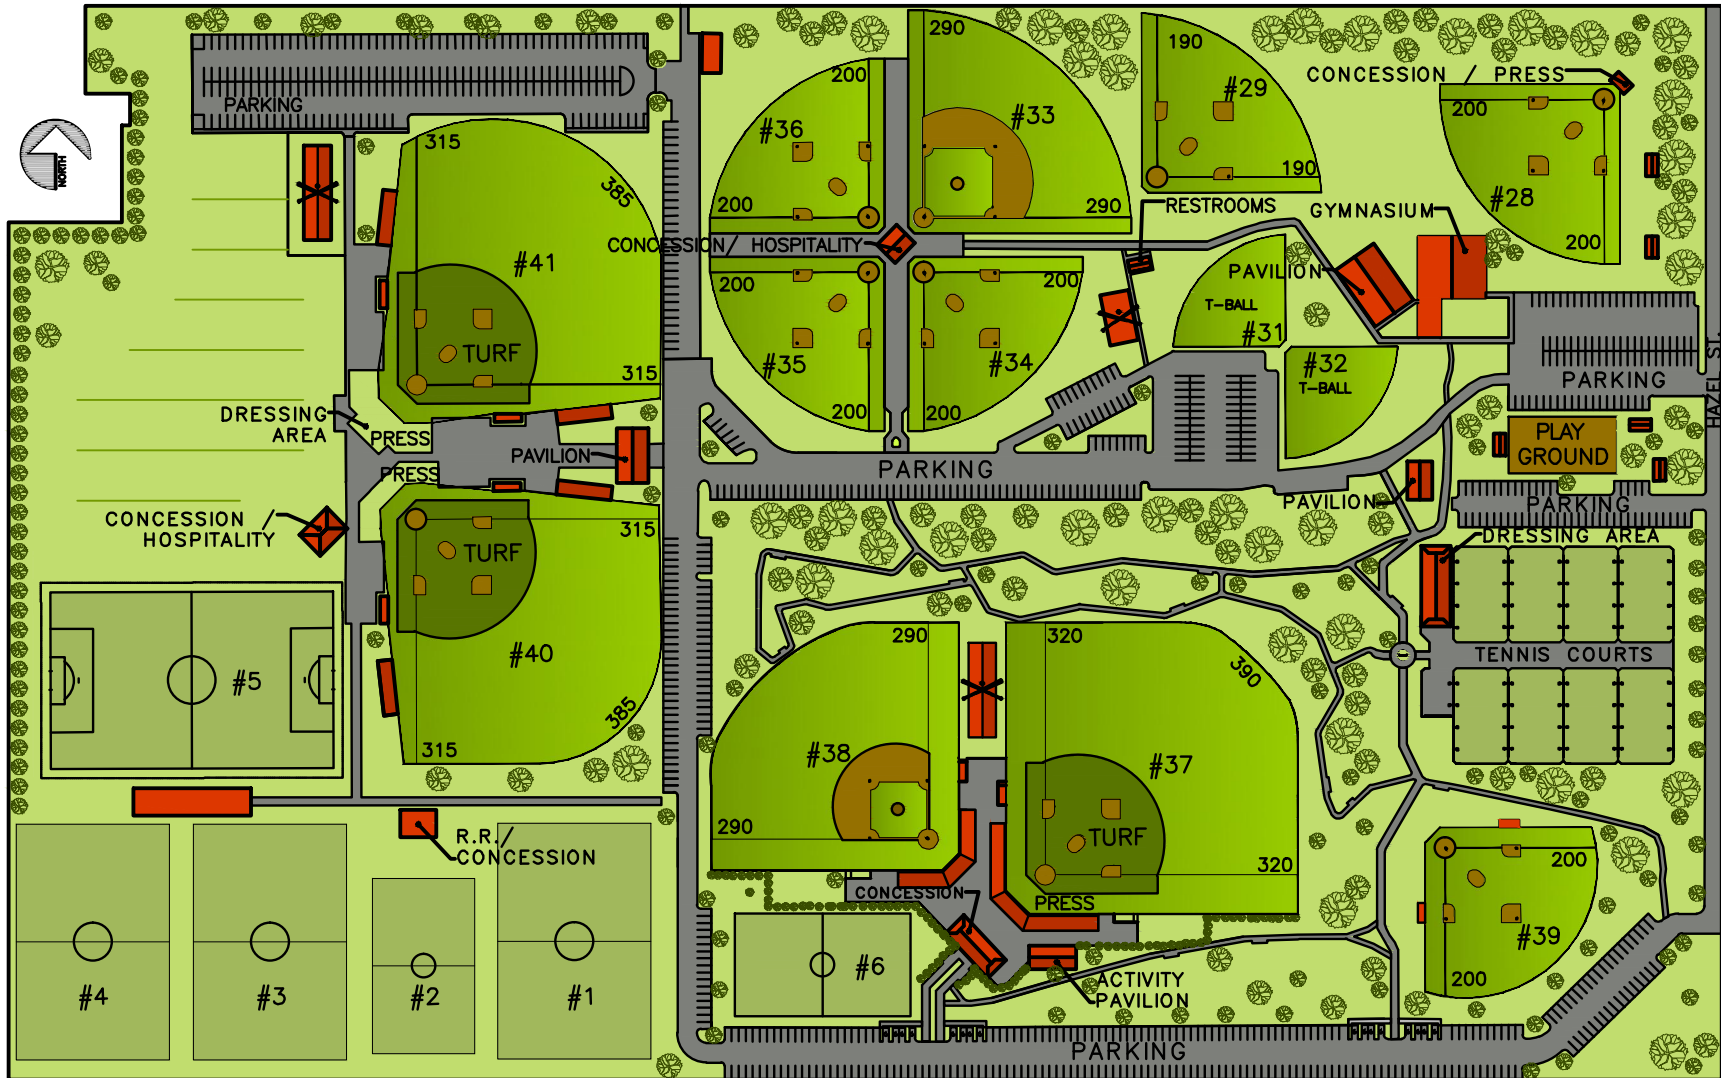 PARKING
NORTH
315
385
#41
TURF
315
DRESSING
AREA
PRESS
PRESS
PAVILION
CONCESSION /
HOSPITALITY
315
TURF
#40
385
315
#5
R.R./
CONCESSION
#4
#3
#2
#1
200
#36
200
290
#33
290
CONCESSION/ HOSPITALITY
200
#35
200
200
#34
200
190
#29
190
RESTROOMS
CONCESSION / PRESS
200
#28
200
GYMNASIUM
PAVILION
T-BALL
#31
#32
T-BALL
PARKING
HAZEL ST.
PLAY
GROUND
PARKING
PAVILION
PARKING
DRESSING AREA
TENNIS COURTS
290
#38
290
320
390
#37
TURF
320
CONCESSION
PRESS
#6
ACTIVITY
PAVILION
200
#39
200
PARKING